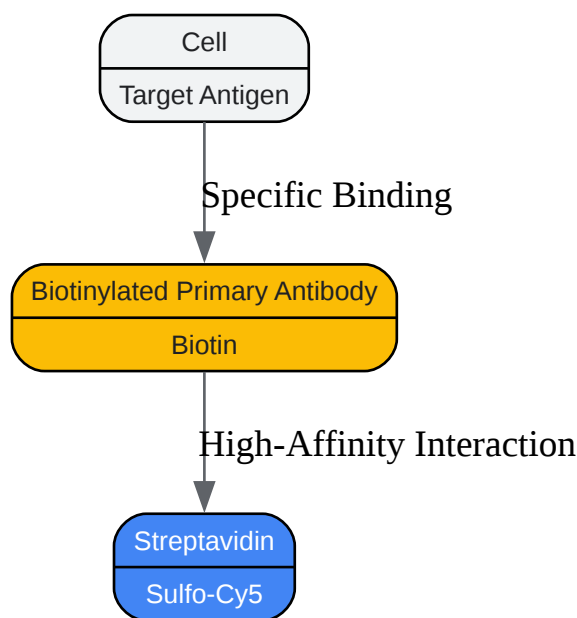 Cell
Target Antigen
Specific Binding
Biotinylated Primary Antibody
Biotin
High-Affinity Interaction
Streptavidin
Sulfo-Cy5